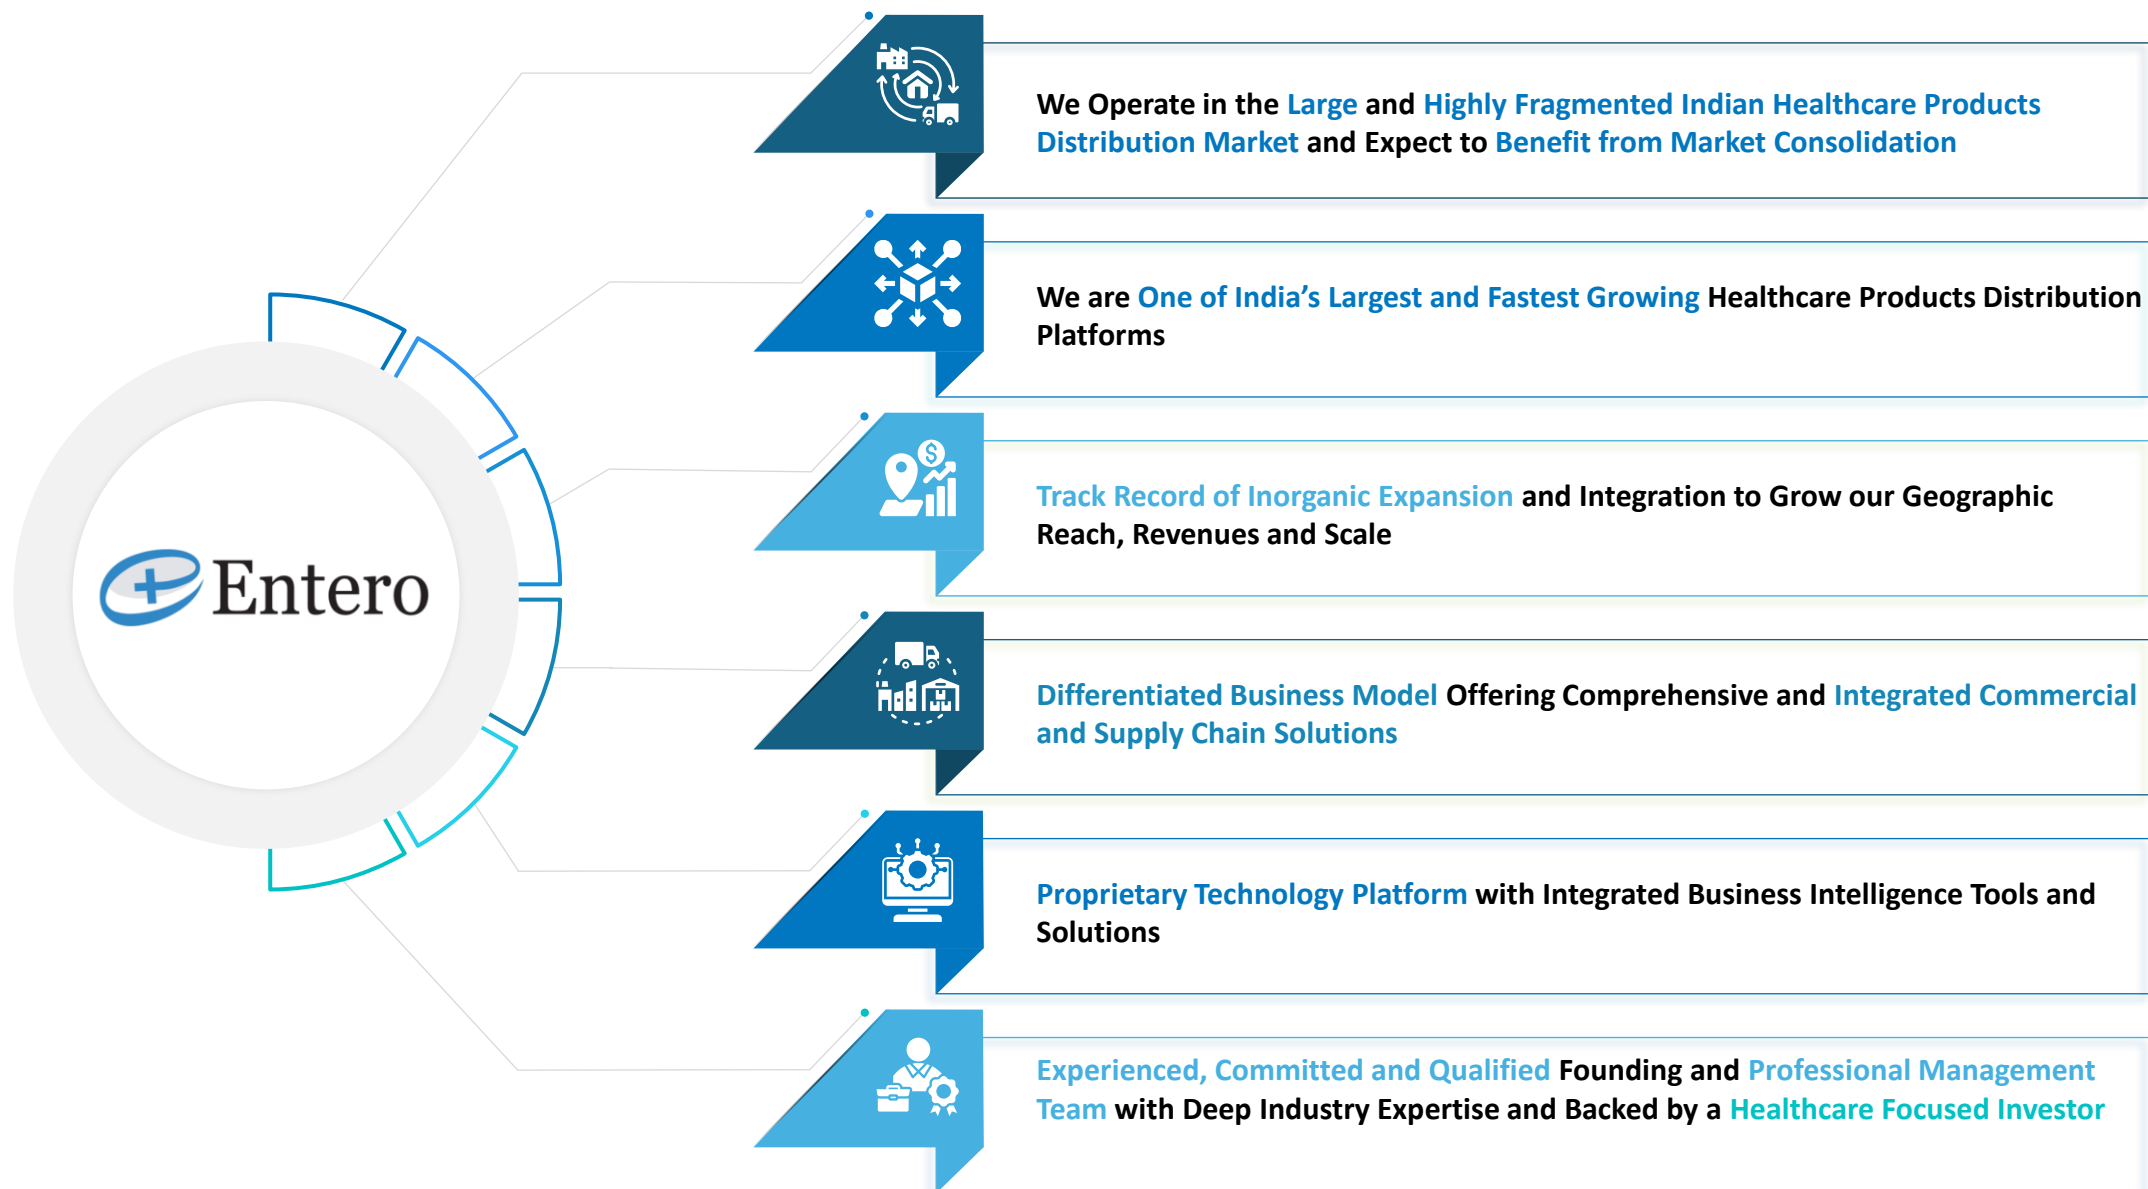 Entero
We Operate in the Large and Highly Fragmented Indian Healthcare Products
Distribution Market and Expect to Benefit from Market Consolidation
We are One of India’s Largest and Fastest Growing Healthcare Products Distribution
Platforms
Track Record of Inorganic Expansion and Integration to Grow our Geographic
Reach, Revenues and Scale
Differentiated Business Model Offering Comprehensive and Integrated Commercial
and Supply Chain Solutions
Proprietary Technology Platform with Integrated Business Intelligence Tools and
Solutions
Experienced, Committed and Qualified Founding and Professional Management
Team with Deep Industry Expertise and Backed by a Healthcare Focused Investor